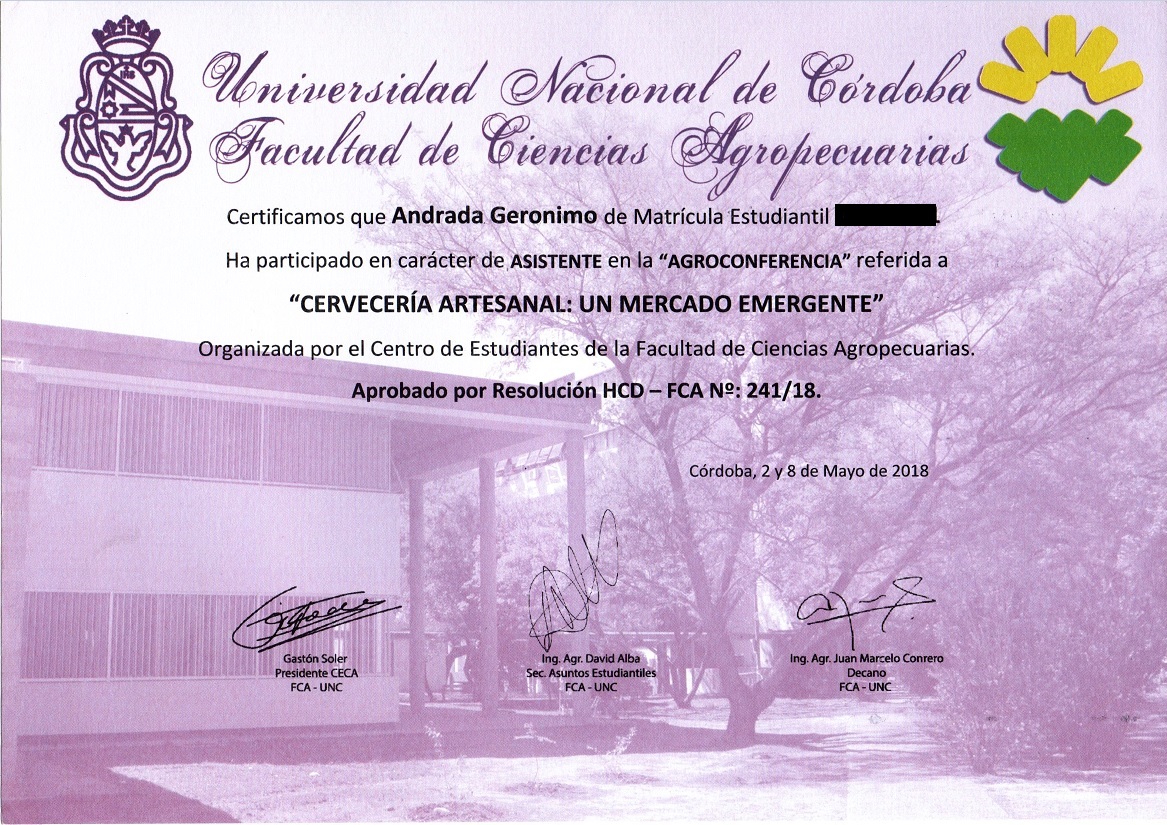 Universidad Nacional de Córdoba
Facultad de Ciencias Agropecuarias
Certificamos que Andrada Geronimo de Matrícula Estudiantil
Ha participado en carácter de ASISTENTE en la “AGROCONFERENCIA” referida a
“CERVECERÍA ARTESANAL: UN MERCADO EMERGENTE”
Organizada por el Centro de Estudiantes de la Facultad de Ciencias Agropecuarias.
Aprobado por Resolución HCD – FCA Nº: 241/18.
Córdoba, 2 y 8 de Mayo de 2018
Gastón Soler
Presidente CECA
FCA - UNC
Ing. Agr. David Alba
Sec. Asuntos Estudiantiles
FCA - UNC
Ing. Agr. Juan Marcelo Conrero
Decano
FCA - UNC